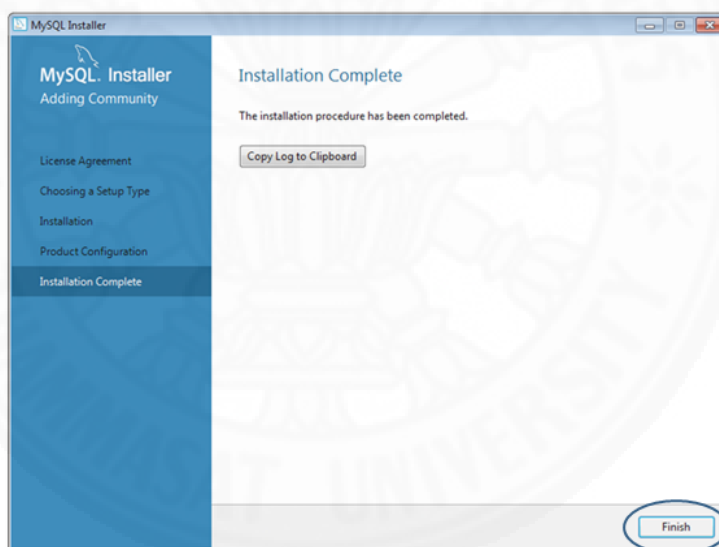 MySQL Installer
MySQL. Installer
Adding Community
License Agreement
Choosing a Setup Type
Installation
Product Configuration
Installation Complete
Installation Complete
The installation procedure has been completed.
Copy Log to Clipboard
Finish
UNIVERSITY